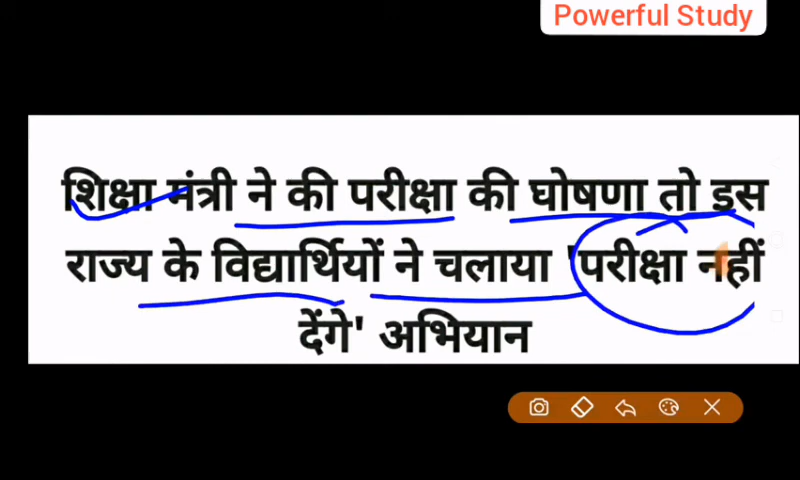 Powerful Study
शिक्षा मंत्री ने की परीक्षा की घोषणा तो इस
राज्य के विद्यार्थियों ने चलाया 'परीक्षा नहीं
देंगे' अभियान